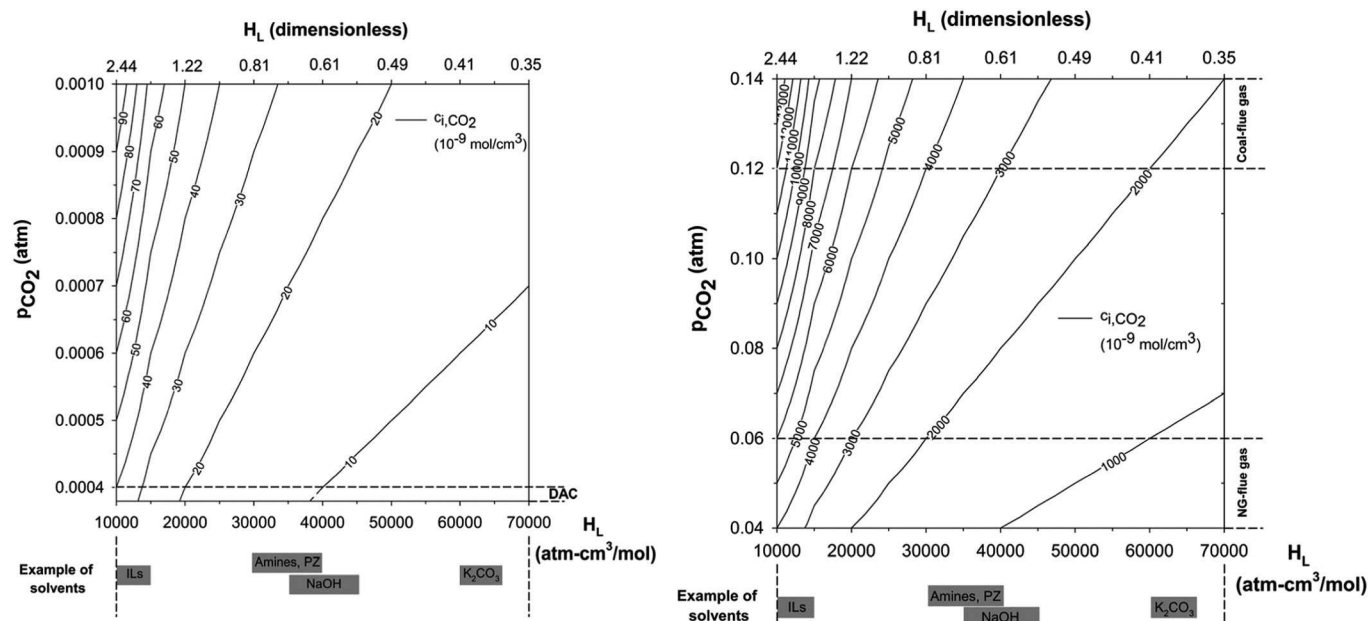 H_L (dimensionless)
2.44 1.22 0.81 0.61 0.49 0.41 0.35
0.0010
0.0009
0.0008
0.0007
0.0006
0.0005
0.0004
pCO2 (atm)
90
80
70
60
50
40
30
20
60
50
40
30
20
20
10
10
c_i,CO2
(10^-9 mol/cm^3)
DAC
10000 20000 30000 40000 50000 60000 70000
H_L
(atm-cm^3/mol)
Example of
solvents
ILs
Amines, PZ
NaOH
K2CO3
H_L (dimensionless)
2.44 1.22 0.81 0.61 0.49 0.41 0.35
0.14
0.12
0.10
0.08
0.06
0.04
pCO2 (atm)
12000
11000
10000
9000
8000
7000
6000
5000
4000
3000
2000
5000
4000
3000
2000
1000
c_i,CO2
(10^-9 mol/cm^3)
Coal-flue gas
NG-flue gas
10000 20000 30000 40000 50000 60000 70000
H_L
(atm-cm^3/mol)
Example of
solvents
ILs
Amines, PZ
NaOH
K2CO3